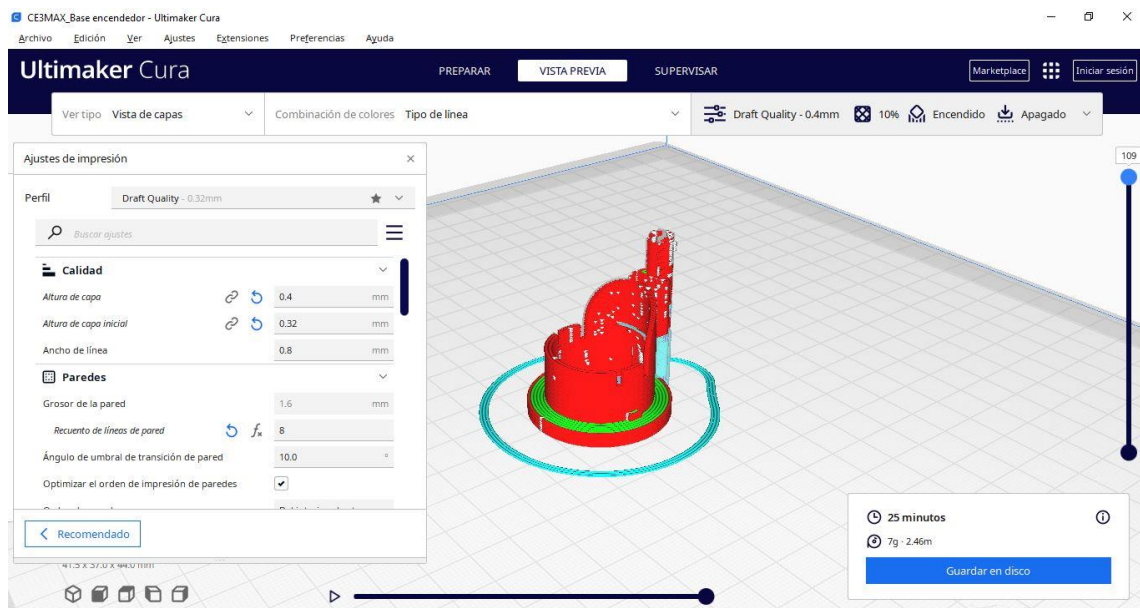 CE3MAX_Base encendedor - Ultimaker Cura
Archivo Edición Ver Ajustes Extensiones Preferencias Ayuda
Ultimaker Cura PREPARAR VISTA PREVIA SUPERVISAR Marketplace Iniciar sesión
Ver tipo Vista de capas Combinación de colores Tipo de línea Draft Quality - 0.4mm 10% Encendido Apagado
Ajustes de impresión
109
Perfil Draft Quality - 0.32mm
Buscar ajustes
Calidad
Altura de capa 0.4 mm
Altura de capa inicial 0.32 mm
Ancho de línea 0.8 mm
Paredes
Grosor de la pared 1.6 mm
Recuento de líneas de pared fx 8
Ángulo de umbral de transición de pared 10.0 °
Optimizar el orden de impresión de paredes
Recomendado
25 minutos
7g · 2.46m
Guardar en disco